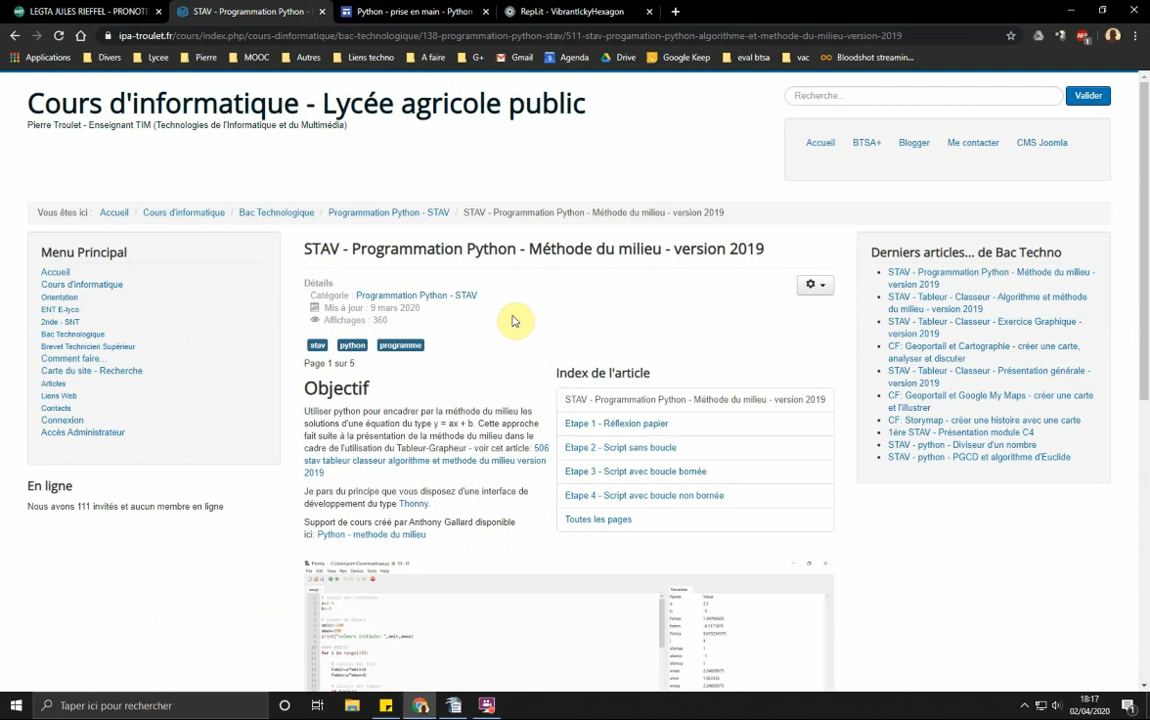 LEGTA JULES RIEFFEL - PRONOTE
STAV - Programmation Python -
Python - prise en main - Python
Repl.it - VibrantIckyHexagon
ipa-troulet.fr/cours/index.php/cours-dinformatique/bac-technologique/138-programmation-python-stav/511-stav-progamation-python-algorithme-et-methode-du-milieu-version-2019
Applications
Divers
Lycee
Pierre
MOOC
Autres
Liens techno
A faire
G+
Gmail
Agenda
Drive
Google Keep
eval btsa
vac
Bloodshot streamin...
Cours d'informatique - Lycée agricole public
Pierre Troulet - Enseignant TIM (Technologies de l'Informatique et du Multimédia)
Recherche...
Valider
Accueil
BTSA+
Blogger
Me contacter
CMS Joomla
Vous êtes ici : Accueil / Cours d'informatique / Bac Technologique / Programmation Python - STAV / STAV - Programmation Python - Méthode du milieu - version 2019
Menu Principal
Accueil
Cours d'informatique
Orientation
ENT E-lyco
2nde - SNT
Bac Technologique
Brevet Technicien Supérieur
Comment faire...
Carte du site - Recherche
Articles
Liens Web
Contacts
Connexion
Accès Administrateur
En ligne
Nous avons 111 invités et aucun membre en ligne
STAV - Programmation Python - Méthode du milieu - version 2019
Détails
Catégorie : Programmation Python - STAV
Mis à jour : 9 mars 2020
Affichages : 360
stav
python
programme
Page 1 sur 5
Objectif
Utiliser python pour encadrer par la méthode du milieu les
solutions d'une équation du type y = ax + b. Cette approche
fait suite à la présentation de la méthode du milieu dans le
cadre de l'utilisation du Tableur-Grapheur - voir cet article: 506
stav tableur classeur algorithme et methode du milieu version
2019
Je pars du principe que vous disposez d'une interface de
développement du type Thonny.
Support de cours créé par Anthony Gallard disponible
ici: Python - methode du milieu
Index de l'article
STAV - Programmation Python - Méthode du milieu - version 2019
Etape 1 - Réflexion papier
Etape 2 - Script sans boucle
Etape 3 - Script avec boucle bornée
Etape 4 - Script avec boucle non bornée
Toutes les pages
Derniers articles... de Bac Techno
STAV - Programmation Python - Méthode du milieu -
version 2019
STAV - Tableur - Classeur - Algorithme et méthode
du milieu - version 2019
STAV - Tableur - Classeur - Exercice Graphique -
version 2019
CF: Geoportail et Cartographie - créer une carte,
analyser et discuter
STAV - Tableur - Classeur - Présentation générale -
version 2019
CF: Geoportail et Google My Maps - créer une carte
et l'illustrer
CF: Storymap - créer une histoire avec une carte
1ère STAV - Présentation module C4
STAV - python - Diviseur d'un nombre
STAV - python - PGCD et algorithme d'Euclide
Taper ici pour rechercher
18:17
02/04/2020